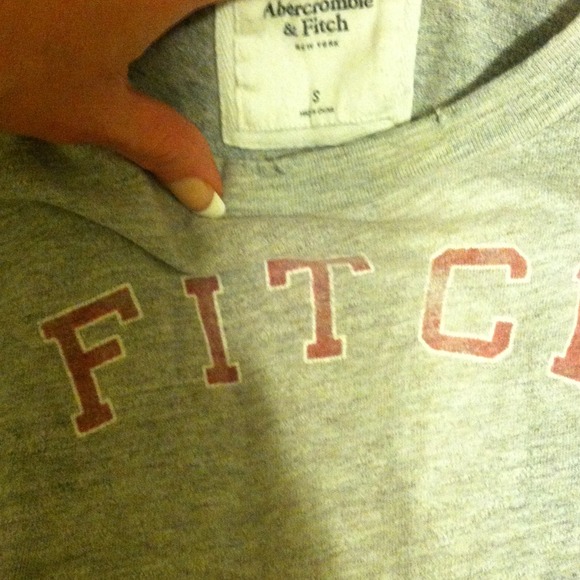 Abercrombie
& Fitch
NEW YORK
S
FITC